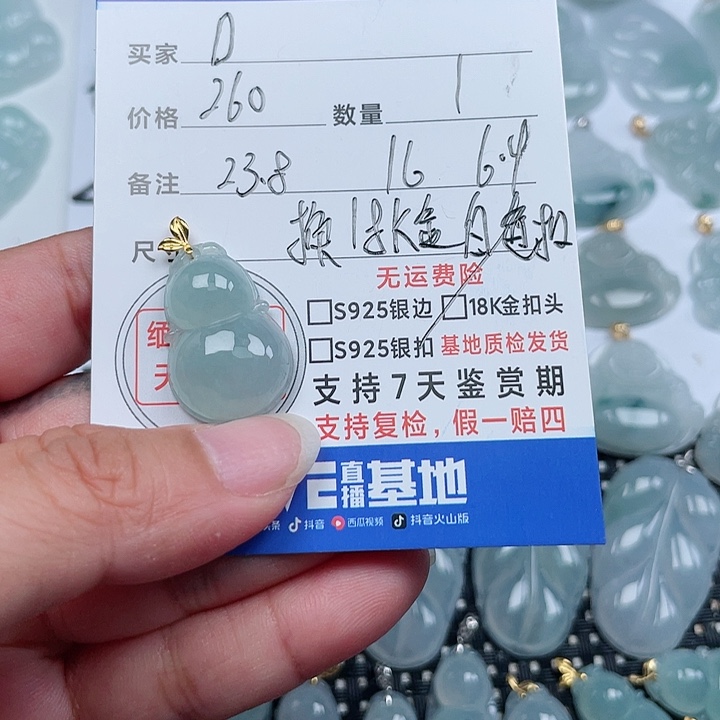 买家 D
价格 260 数量 1
备注 23.8 16 6.4
尺 换18K金白色扣
无运费险
S925银边 18K金扣头
S925银扣 基地质检发货
支持7天鉴赏期
支持复检，假一赔四
缅
天
直播基地
抖音 西瓜视频 抖音火山版